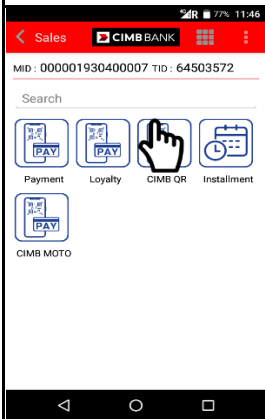 R 77% 11:46
Sales CIMB BANK
MID : 000001930400007 TID : 64503572
Search
PAY PAY
Payment Loyalty CIMB QR Installment
PAY
CIMB MOTO